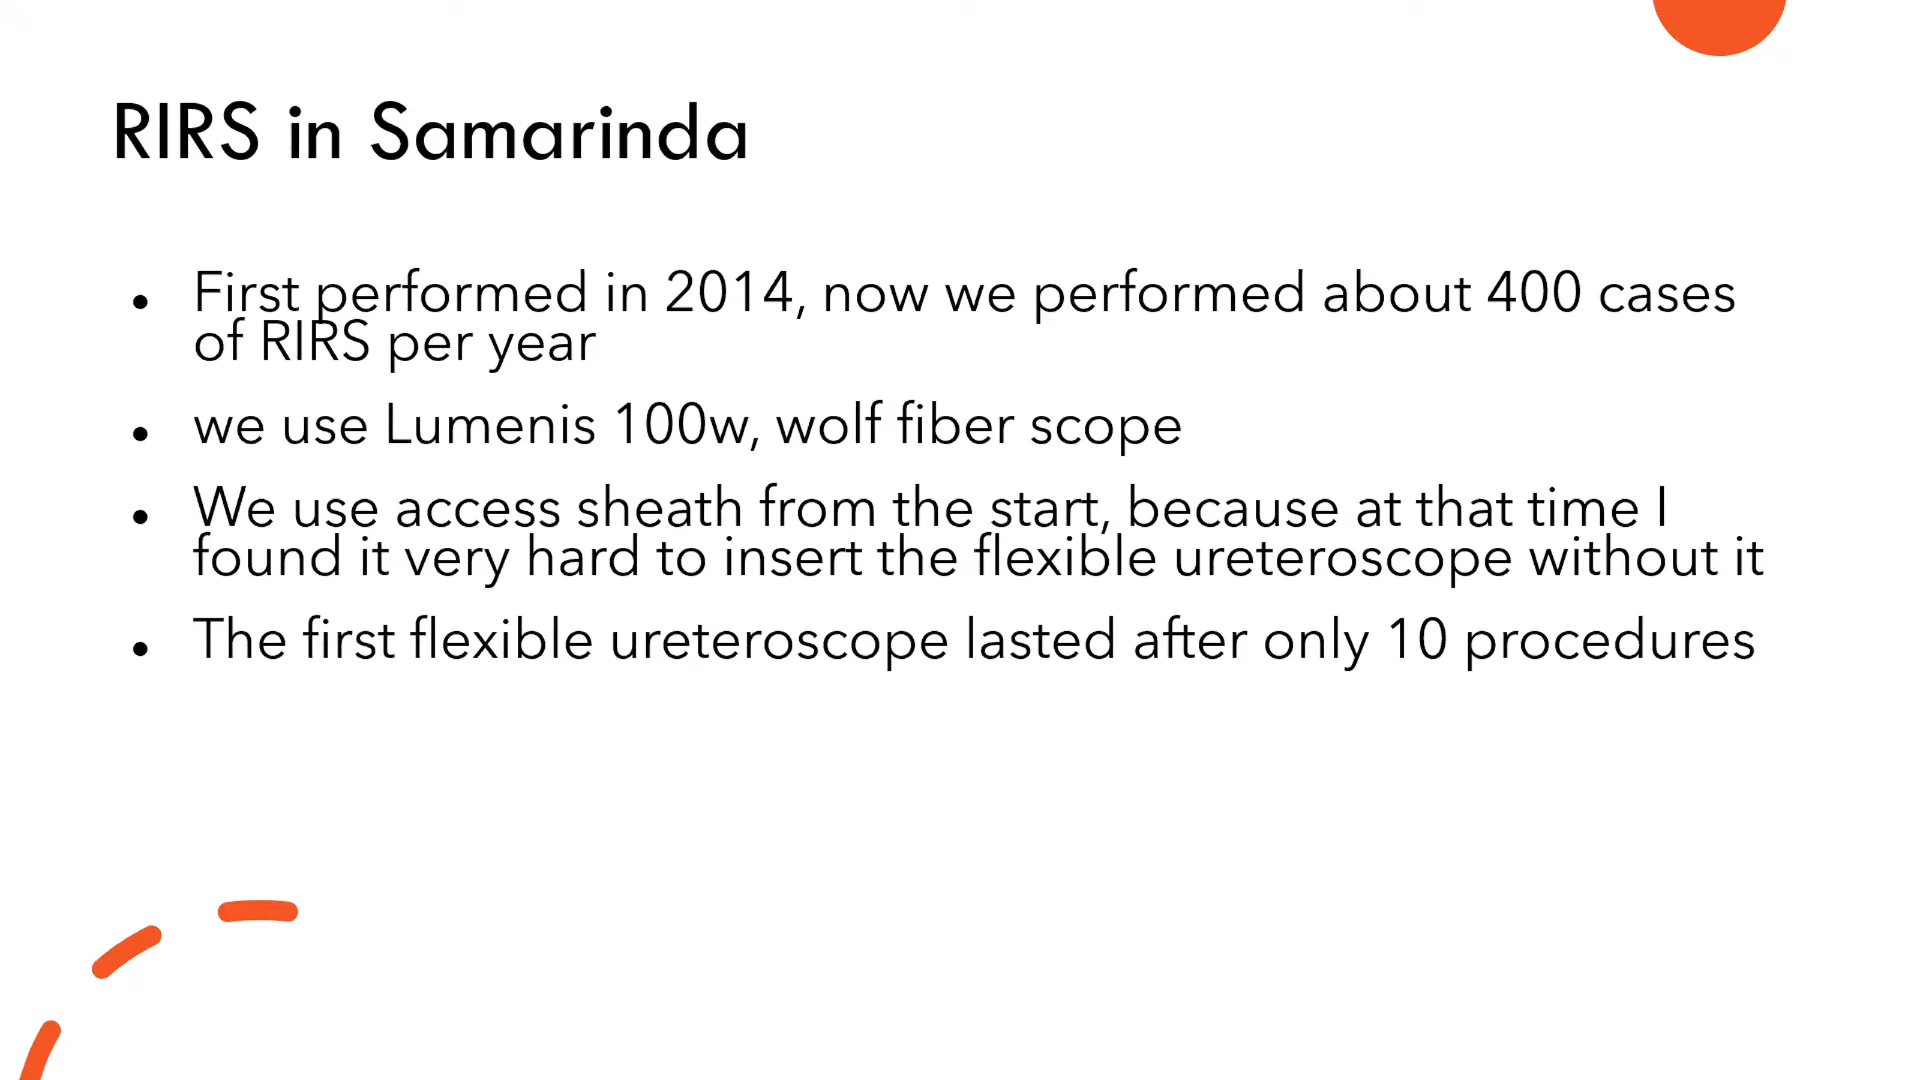 RIRS in Samarinda
• First performed in 2014, now we performed about 400 cases
of RIRS per year
• we use Lumenis 100w, wolf fiber scope
• We use access sheath from the start, because at that time I
found it very hard to insert the flexible ureteroscope without it
• The first flexible ureteroscope lasted after only 10 procedures